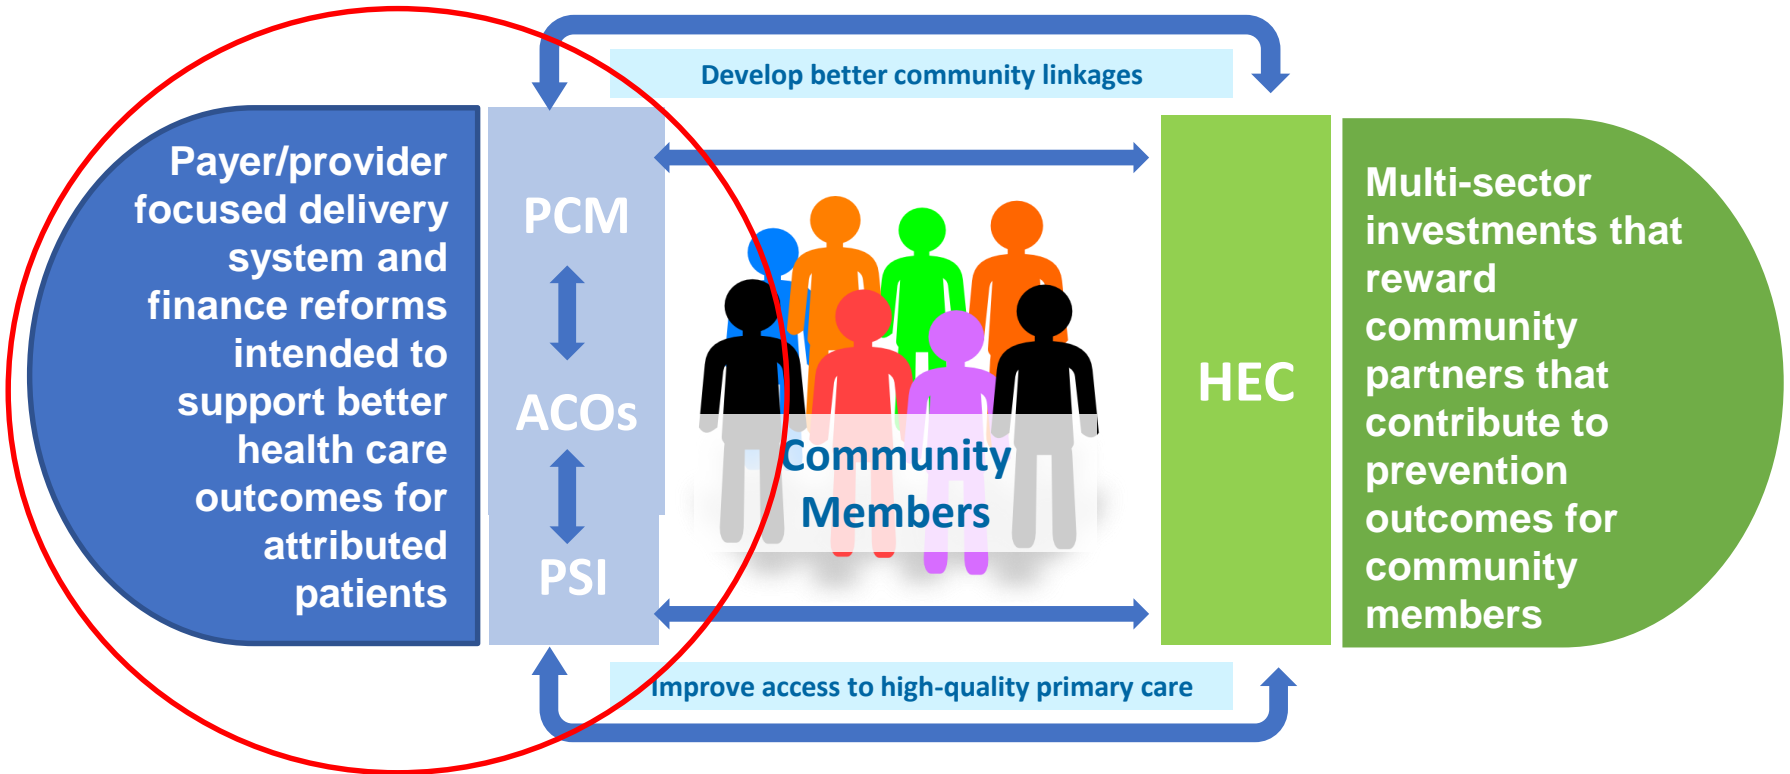 Develop better community linkages
Payer/provider
focused delivery
system and
finance reforms
intended to
support better
health care
outcomes for
attributed
patients
PCM
ACOs
PSI
Community
Members
HEC
Multi-sector
investments that
reward
community
partners that
contribute to
prevention
outcomes for
community
members
Improve access to high-quality primary care